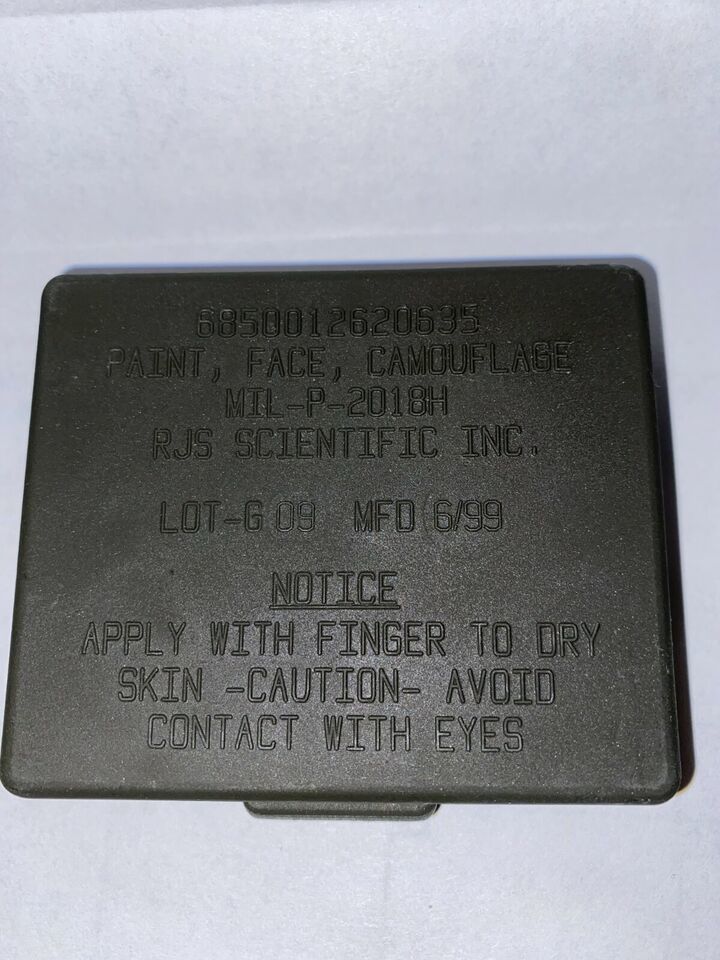 6850012620635
PAINT, FACE, CAMOUFLAGE
MIL-P-2018H
RJS SCIENTIFIC INC.
LOT-G 09 MFD 6/99
NOTICE
APPLY WITH FINGER TO DRY
SKIN -CAUTION- AVOID
CONTACT WITH EYES